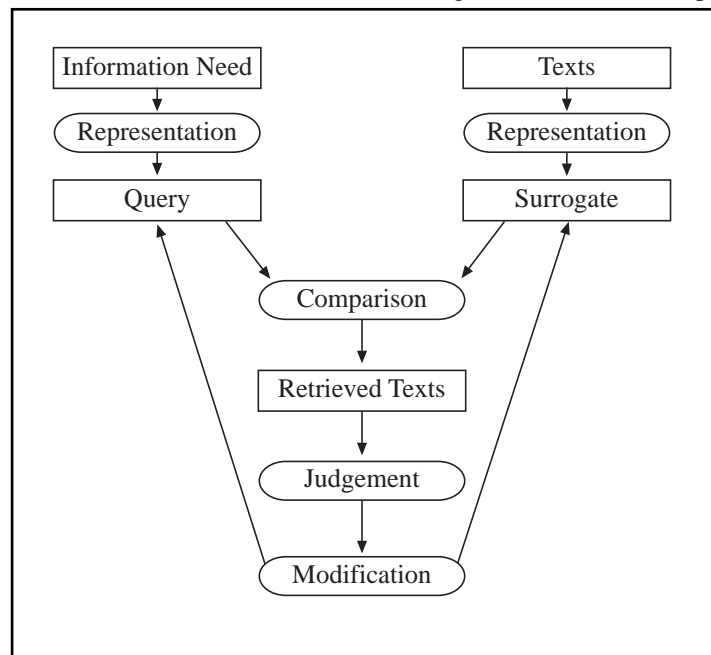 Information Need
Texts
Representation
Representation
Query
Surrogate
Comparison
Retrieved Texts
Judgement
Modification